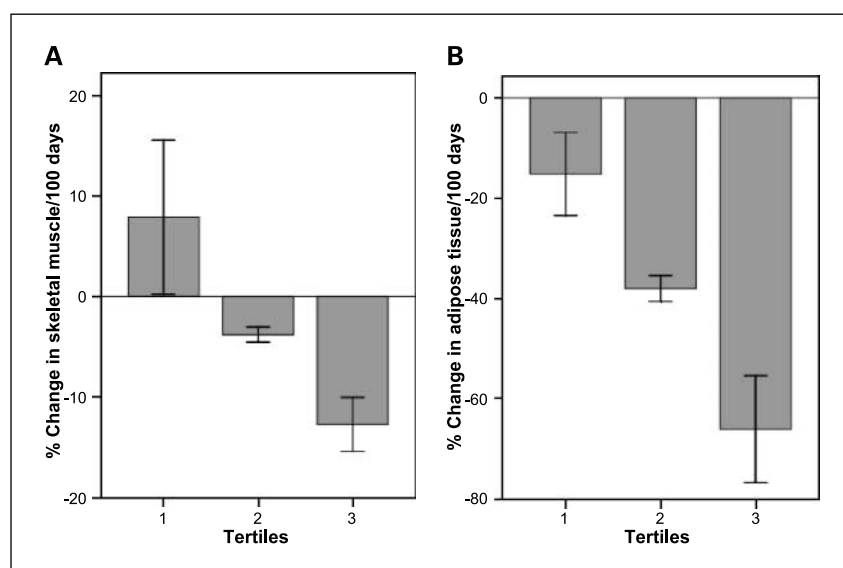 A
% Change in skeletal muscle/100 days
20
10
0
-10
-20
1 2 3
Tertiles
B
% Change in adipose tissue/100 days
0
-20
-40
-60
-80
1 2 3
Tertiles